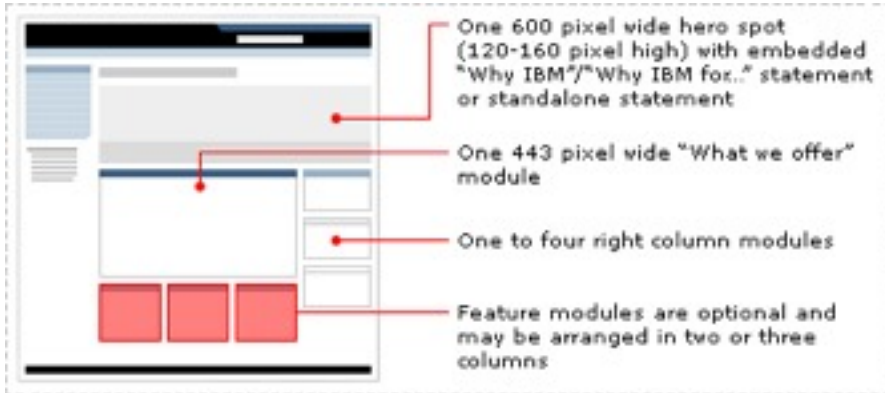 One 600 pixel wide hero spot
(120-160 pixel high) with embedded
"Why IBM"/"Why IBM for.." statement
or standalone statement
One 443 pixel wide "What we offer"
module
One to four right column modules
Feature modules are optional and
may be arranged in two or three
columns